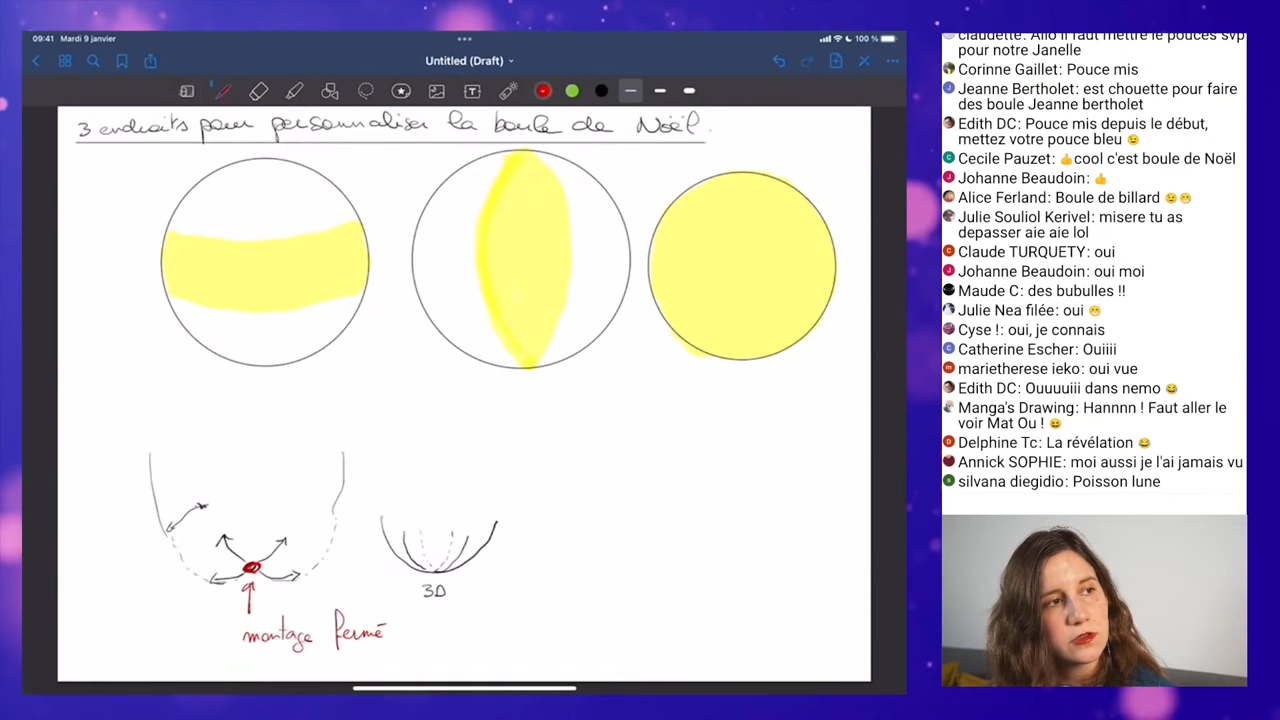 09:41 Mardi 9 janvier
100 %
Untitled (Draft)
3 endroits pour personnaliser la boule de Noël.
3D
montage fermé
claudette: Allo il faut mettre le pouces svp
pour notre Janelle
Corinne Gaillet: Pouce mis
Jeanne Bertholet: est chouette pour faire
des boule Jeanne bertholet
Edith DC: Pouce mis depuis le début,
mettez votre pouce bleu 😉
Cecile Pauzet: 👍cool c'est boule de Noël
Johanne Beaudoin: 👍
Alice Ferland: Boule de billard 😉😁
Julie Souliol Kerivel: misere tu as
depasser aie aie lol
Claude TURQUETY: oui
Johanne Beaudoin: oui moi
Maude C: des bubulles !!
Julie Nea filée: oui 😁
Cyse !: oui, je connais
Catherine Escher: Ouiiii
marietherese ieko: oui vue
Edith DC: Ouuuuiii dans nemo 😂
Manga's Drawing: Hannnn ! Faut aller le
voir Mat Ou ! 😆
Delphine Tc: La révélation 😂
Annick SOPHIE: moi aussi je l'ai jamais vu
silvana diegidio: Poisson lune